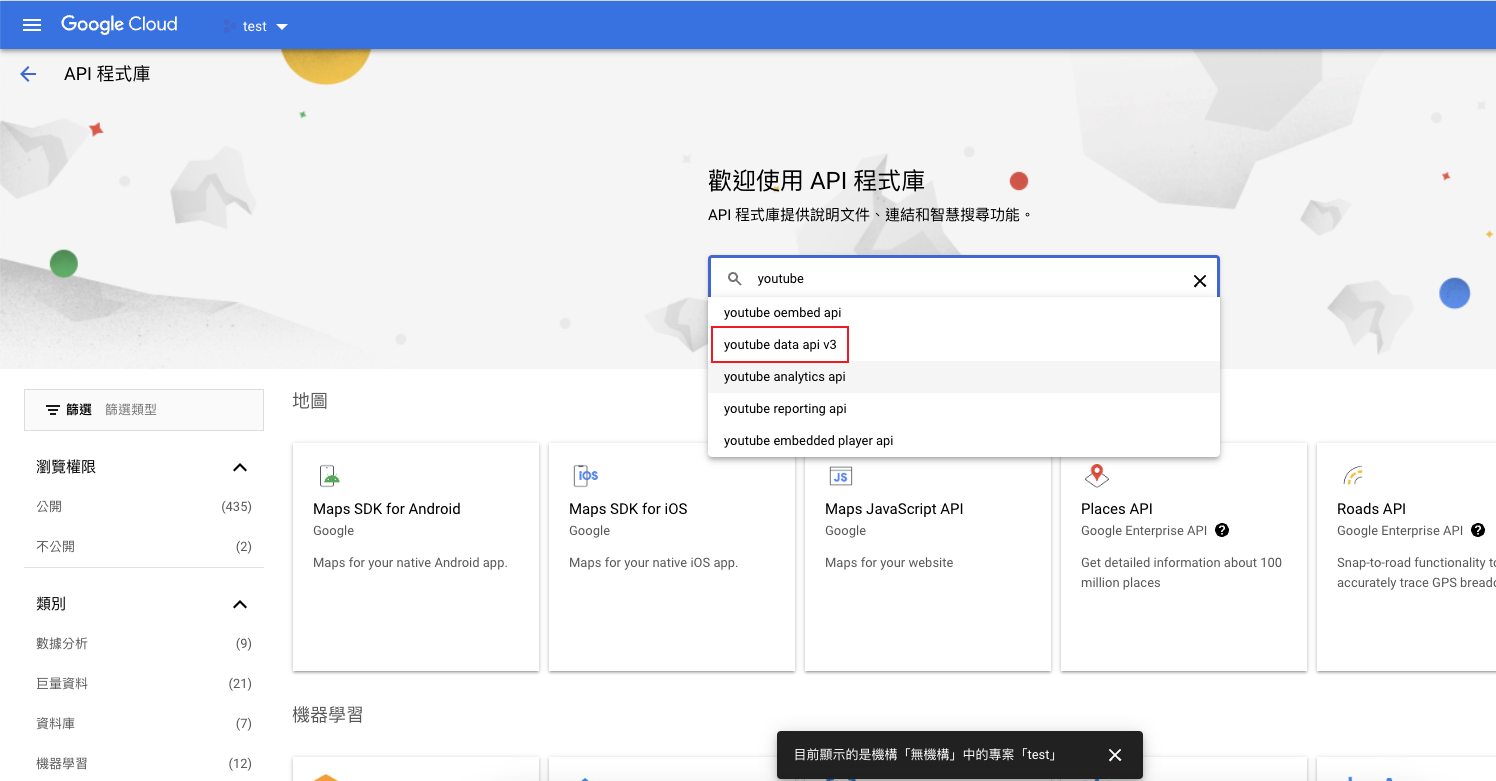 Google Cloud
test
API 程式庫
歡迎使用 API 程式庫
API 程式庫提供說明文件、連結和智慧搜尋功能。
youtube
youtube oembed api
youtube data api v3
youtube analytics api
youtube reporting api
youtube embedded player api
篩選 篩選類型
瀏覽權限
公開 (435)
不公開 (2)
類別
數據分析 (9)
巨量資料 (21)
資料庫 (7)
機器學習 (12)
地圖
Maps SDK for Android
Google
Maps for your native Android app.
iOS
Maps SDK for iOS
Google
Maps for your native iOS app.
JS
Maps JavaScript API
Google
Maps for your website
Places API
Google Enterprise API
Get detailed information about 100
million places
Roads API
Google Enterprise API
Snap-to-road functionality
accurately trace GPS
機器學習
目前顯示的是機構「無機構」中的專案「test」